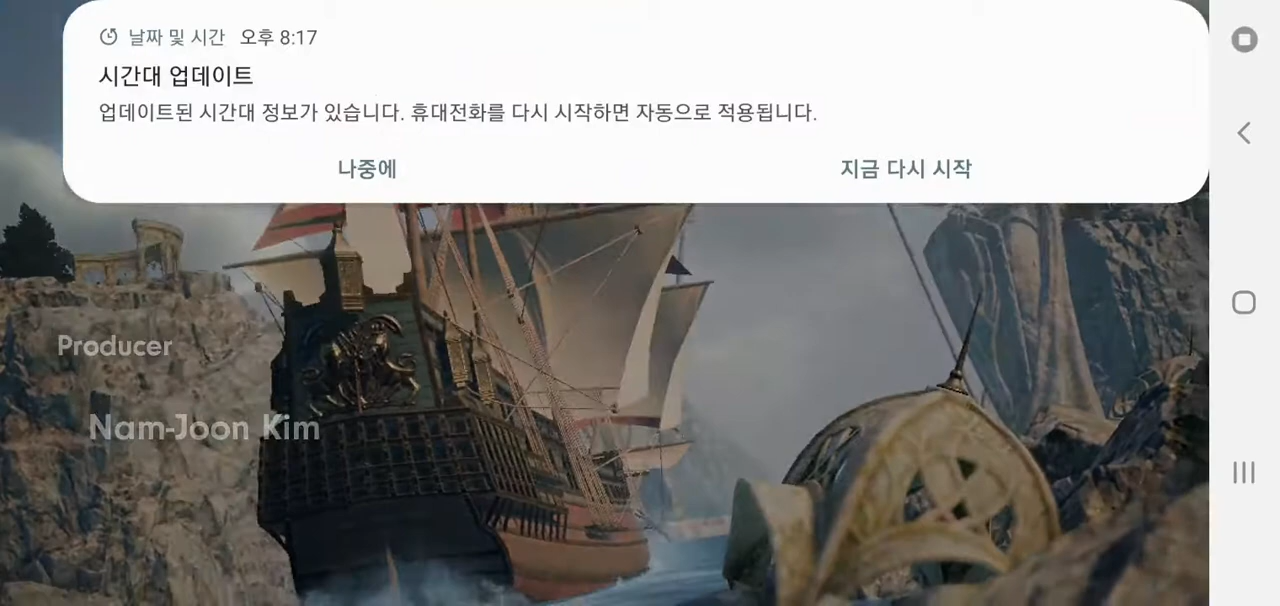 날짜 및 시간 오후 8:17
시간대 업데이트
업데이트된 시간대 정보가 있습니다. 휴대전화를 다시 시작하면 자동으로 적용됩니다.
나중에 지금 다시 시작
Producer
Nam-Joon Kim